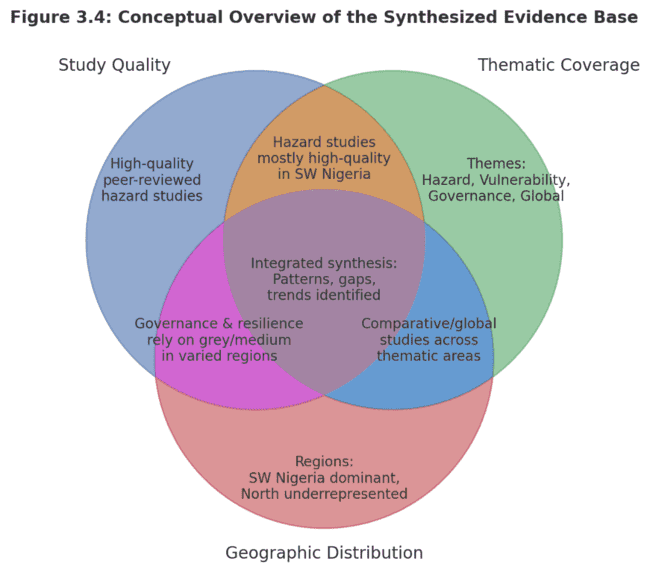 Figure 3.4: Conceptual Overview of the Synthesized Evidence Base
Study Quality
Thematic Coverage
Hazard studies
mostly high-quality
in SW Nigeria
High-quality
peer-reviewed
hazard studies
Themes:
Hazard, Vulnerability,
Governance, Global
Integrated synthesis:
Patterns, gaps,
trends identified
Governance & resilience
rely on grey/medium
in varied regions
Comparative/global
studies across
thematic areas
Regions:
SW Nigeria dominant,
North underrepresented
Geographic Distribution